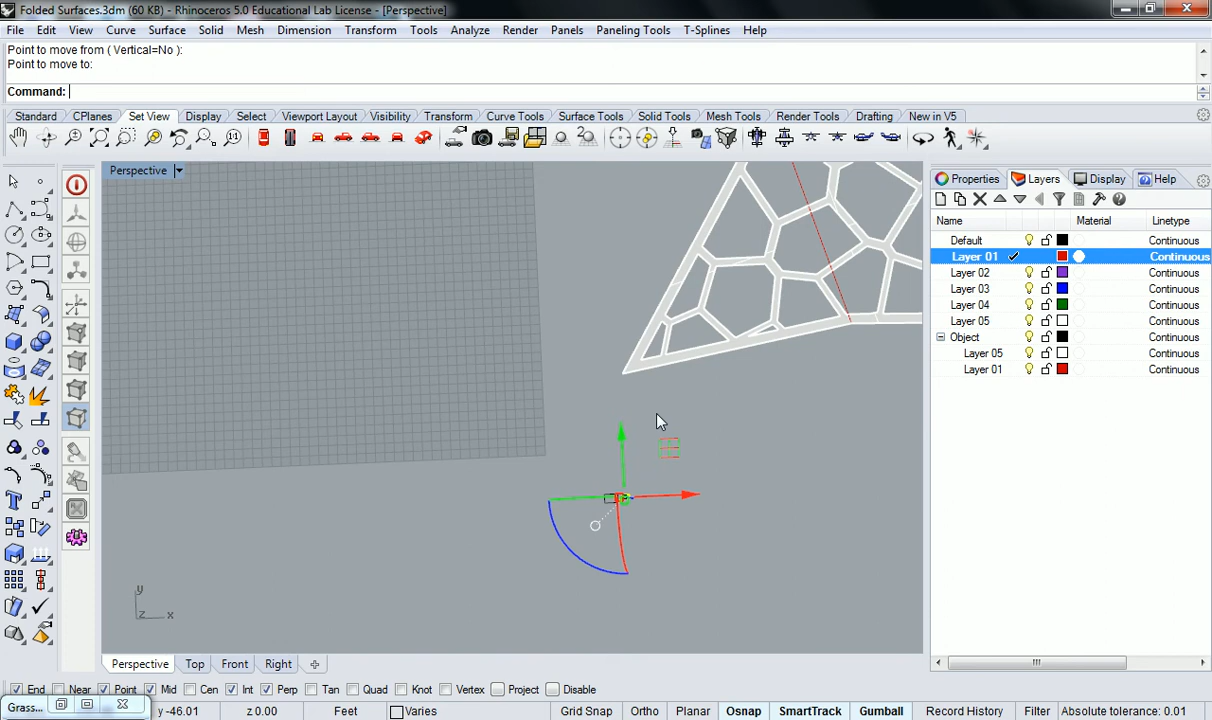 Folded Surfaces.3dm (60 KB) - Rhinoceros 5.0 Educational Lab License - [Perspective]
File Edit View Curve Surface Solid Mesh Dimension Transform Tools Analyze Render Panels Paneling Tools T-Splines Help
Point to move from ( Vertical=No ):
Point to move to:
Command:
Standard CPlanes Set View Display Select Viewport Layout Visibility Transform Curve Tools Surface Tools Solid Tools Mesh Tools Render Tools Drafting New in V5
Perspective
Properties Layers Display Help
Name Material Linetype
Default Continuous
Layer 01 Continuous
Layer 02 Continuous
Layer 03 Continuous
Layer 04 Continuous
Layer 05 Continuous
Object Continuous
Layer 05 Continuous
Layer 01 Continuous
y
z x
Perspective Top Front Right
End Near Point Mid Cen Int Perp Tan Quad Knot Vertex Project Disable
Grass...
y -46.01 z 0.00 Feet Varies Grid Snap Ortho Planar Osnap SmartTrack Gumball Record History Filter Absolute tolerance: 0.01